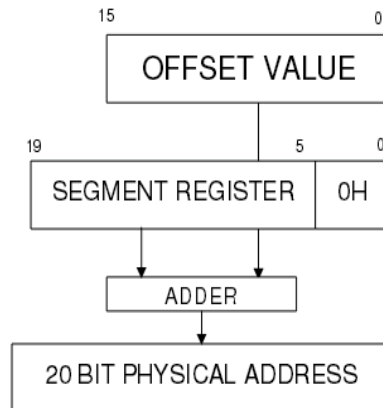 15 0
OFFSET VALUE
19 5 0
SEGMENT REGISTER 0H
ADDER
20 BIT PHYSICAL ADDRESS